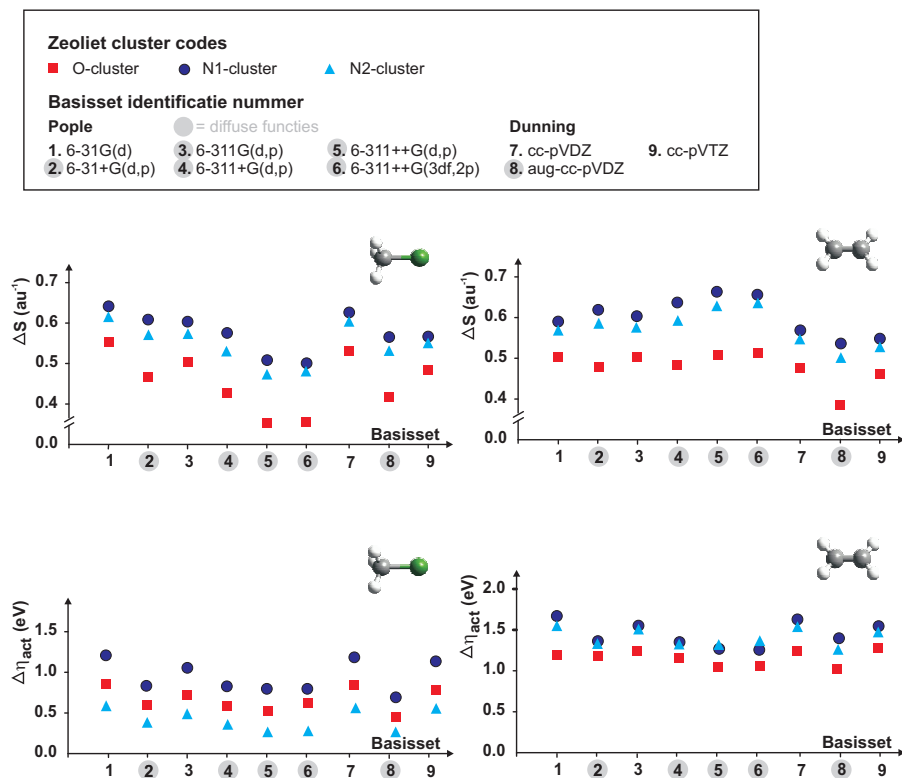 Zeoliet cluster codes
O-cluster N1-cluster N2-cluster
Basisset identificatie nummer
Pople = diffuse functies Dunning
1. 6-31G(d) 3. 6-311G(d,p) 5. 6-311++G(d,p) 7. cc-pVDZ 9. cc-pVTZ
2. 6-31+G(d,p) 4. 6-311+G(d,p) 6. 6-311++G(3df,2p) 8. aug-cc-pVDZ
ΔS (au⁻¹)
0.7
0.6
0.5
0.4
0.0
Basisset
1 2 3 4 5 6 7 8 9
ΔS (au⁻¹)
0.7
0.6
0.5
0.4
0.0
Basisset
1 2 3 4 5 6 7 8 9
Δηact (eV)
1.5
1.0
0.5
0.0
Basisset
1 2 3 4 5 6 7 8 9
Δηact (eV)
2.0
1.5
1.0
0.5
0.0
Basisset
1 2 3 4 5 6 7 8 9